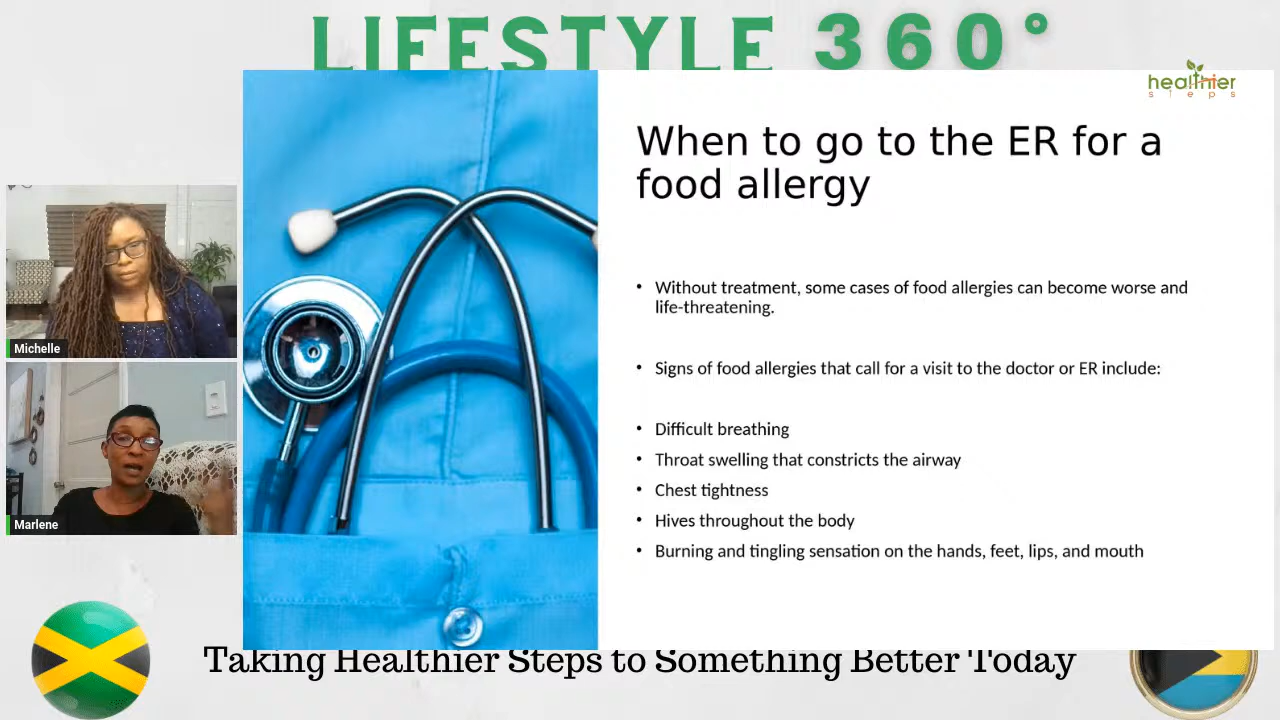 LIFESTYLE 360°
healthier
steps
When to go to the ER for a
food allergy
• Without treatment, some cases of food allergies can become worse and
life-threatening.
• Signs of food allergies that call for a visit to the doctor or ER include:
• Difficult breathing
• Throat swelling that constricts the airway
• Chest tightness
• Hives throughout the body
• Burning and tingling sensation on the hands, feet, lips, and mouth
Michelle
Marlene
Taking Healthier Steps to Something Better Today